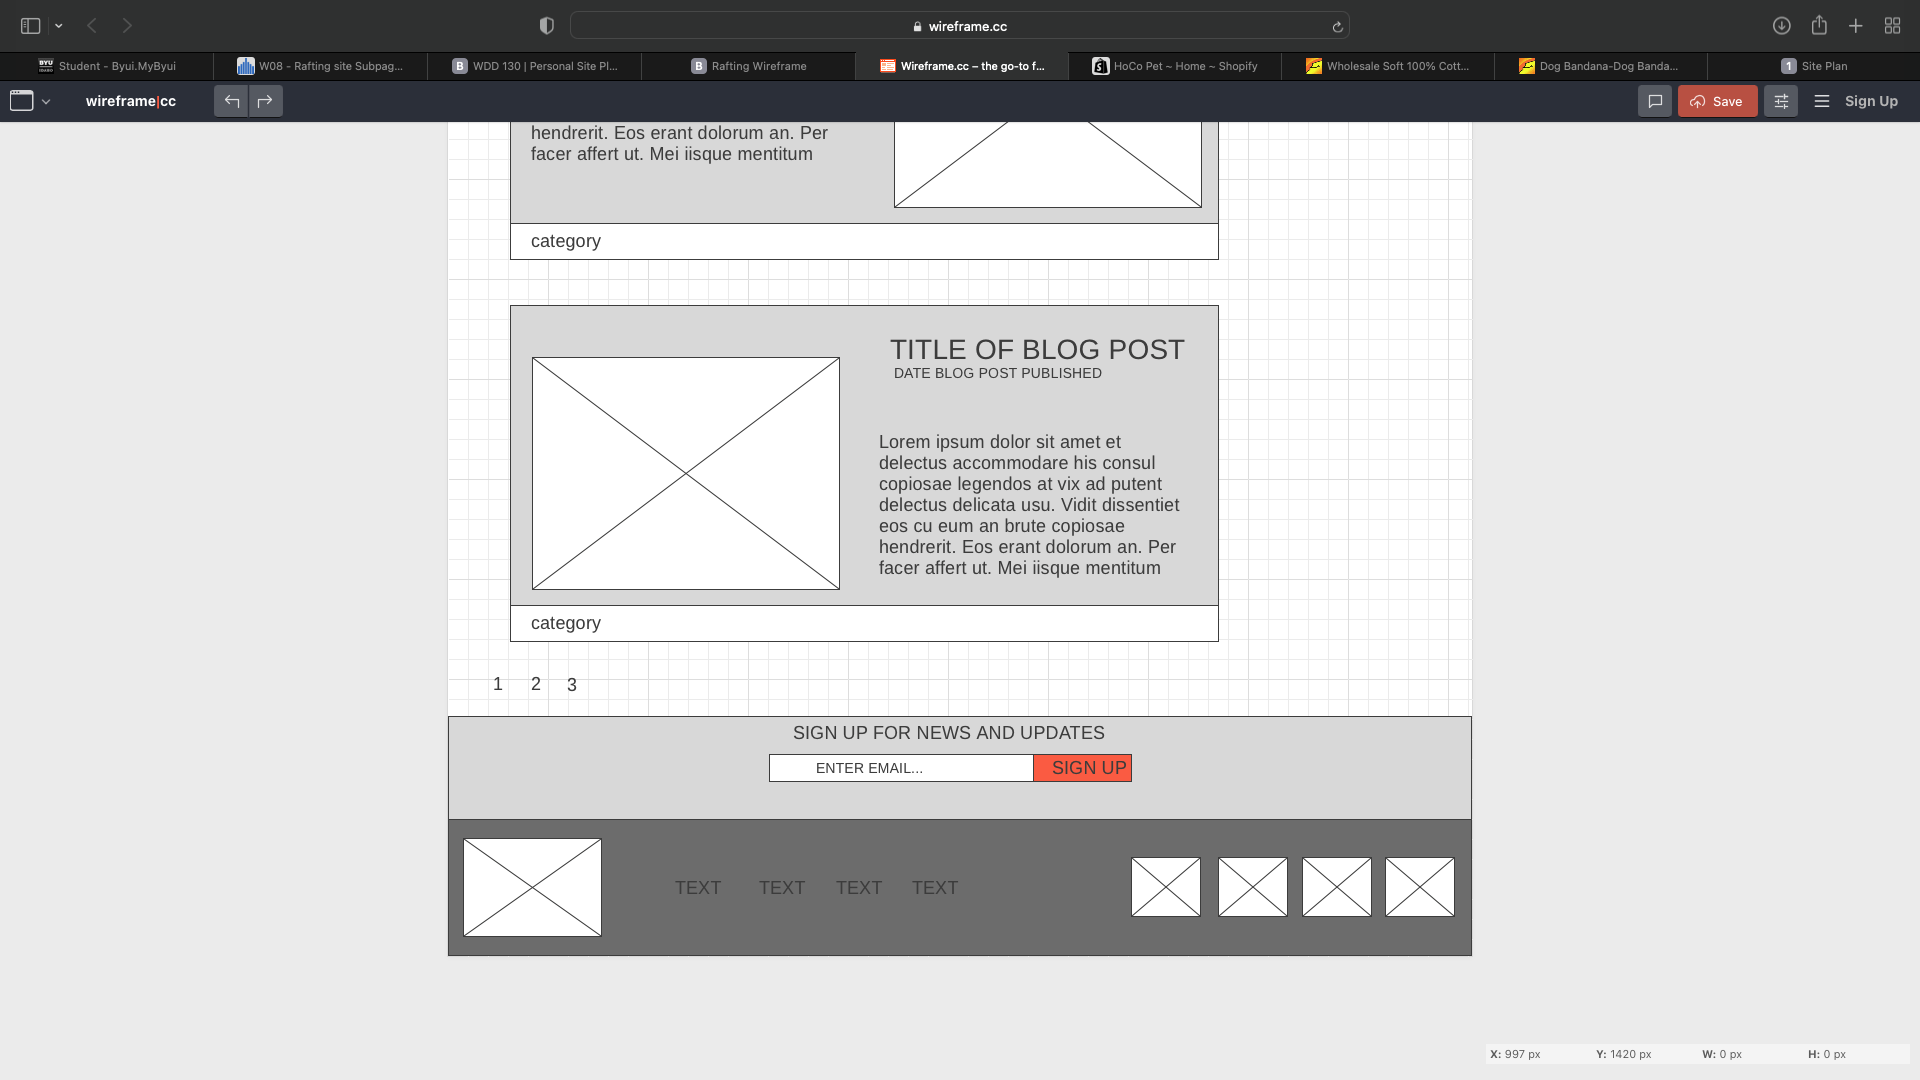 wireframe.cc
BYU
Student - Byui.MyByui
W08 - Rafting site Subpag...
B
WDD 130 | Personal Site Pl...
B
Rafting Wireframe
Wireframe.cc – the go-to f...
HoCo Pet ~ Home ~ Shopify
Wholesale Soft 100% Cott...
Dog Bandana-Dog Banda...
1
Site Plan
wireframe|cc
Save
Sign Up
hendrerit. Eos erant dolorum an. Per
facer affert ut. Mei iisque mentitum
category
TITLE OF BLOG POST
DATE BLOG POST PUBLISHED
Lorem ipsum dolor sit amet et
delectus accommodare his consul
copiosae legendos at vix ad putent
delectus delicata usu. Vidit dissentiet
eos cu eum an brute copiosae
hendrerit. Eos erant dolorum an. Per
facer affert ut. Mei iisque mentitum
category
1 2 3
SIGN UP FOR NEWS AND UPDATES
ENTER EMAIL... SIGN UP
TEXT TEXT TEXT TEXT
X: 997 px Y: 1420 px W: 0 px H: 0 px